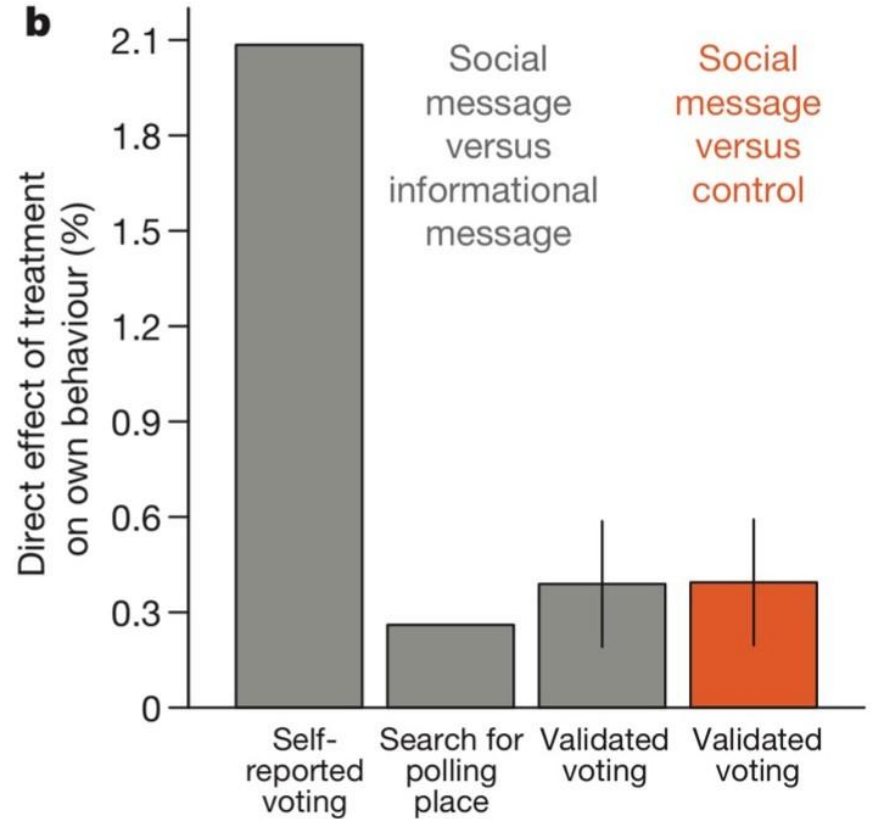 b
Direct effect of treatment
on own behaviour (%)
2.1
1.8
1.5
1.2
0.9
0.6
0.3
0
Social
message
versus
informational
message
Social
message
versus
control
Self-
reported
voting
Search for
polling
place
Validated
voting
Validated
voting